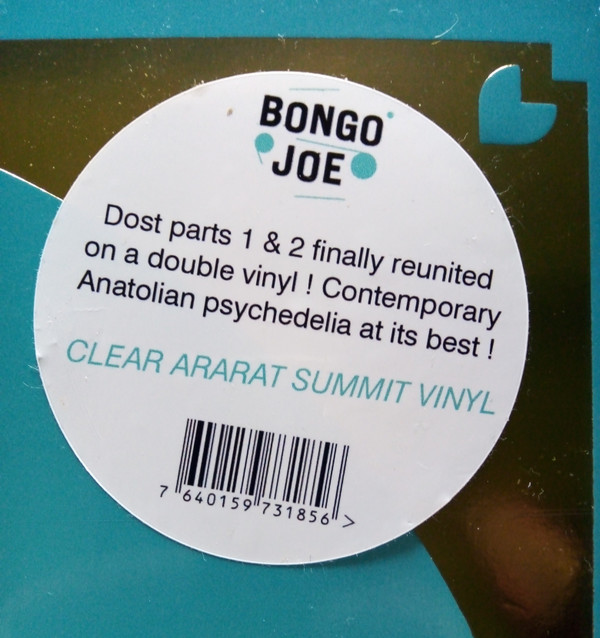 BONGO
JOE
Dost parts 1 & 2 finally reunited
on a double vinyl ! Contemporary
Anatolian psychedelia at its best !
CLEAR ARARAT SUMMIT VINYL
7 640159 731856 >